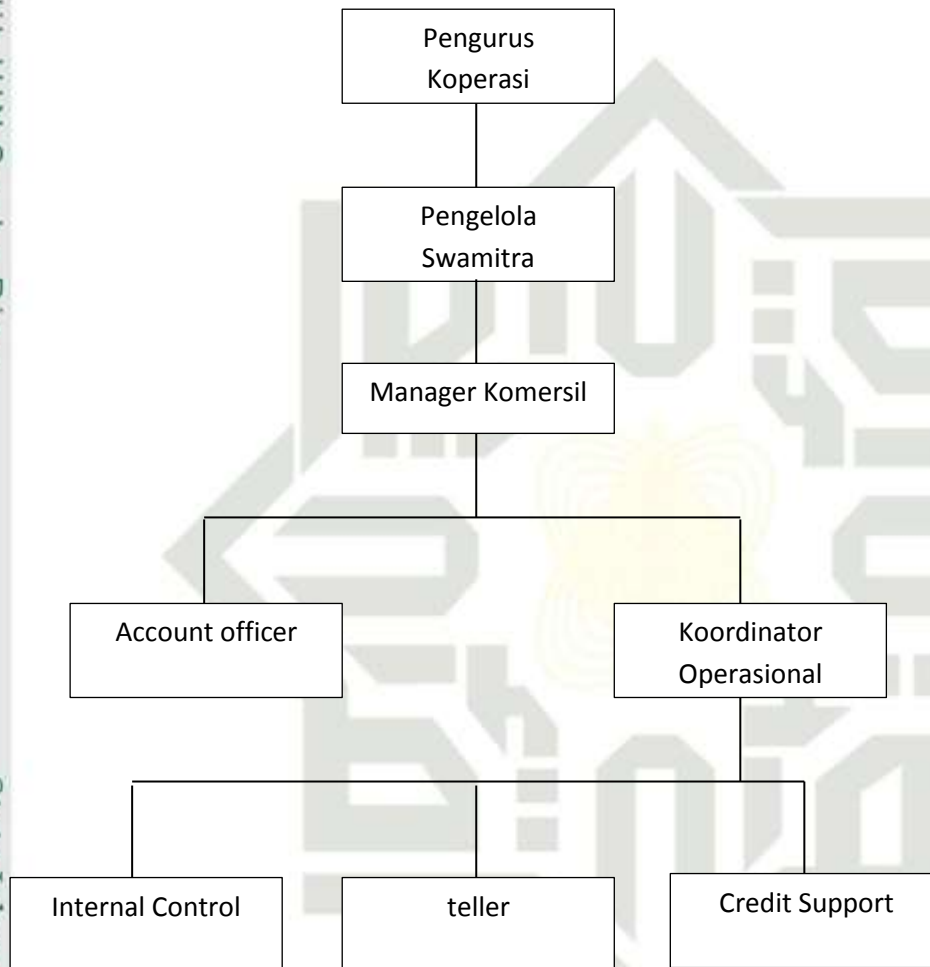 Pengurus
Koperasi
Pengelola
Swamitra
Manager Komersil
Account officer
Koordinator
Operasional
Internal Control
teller
Credit Support